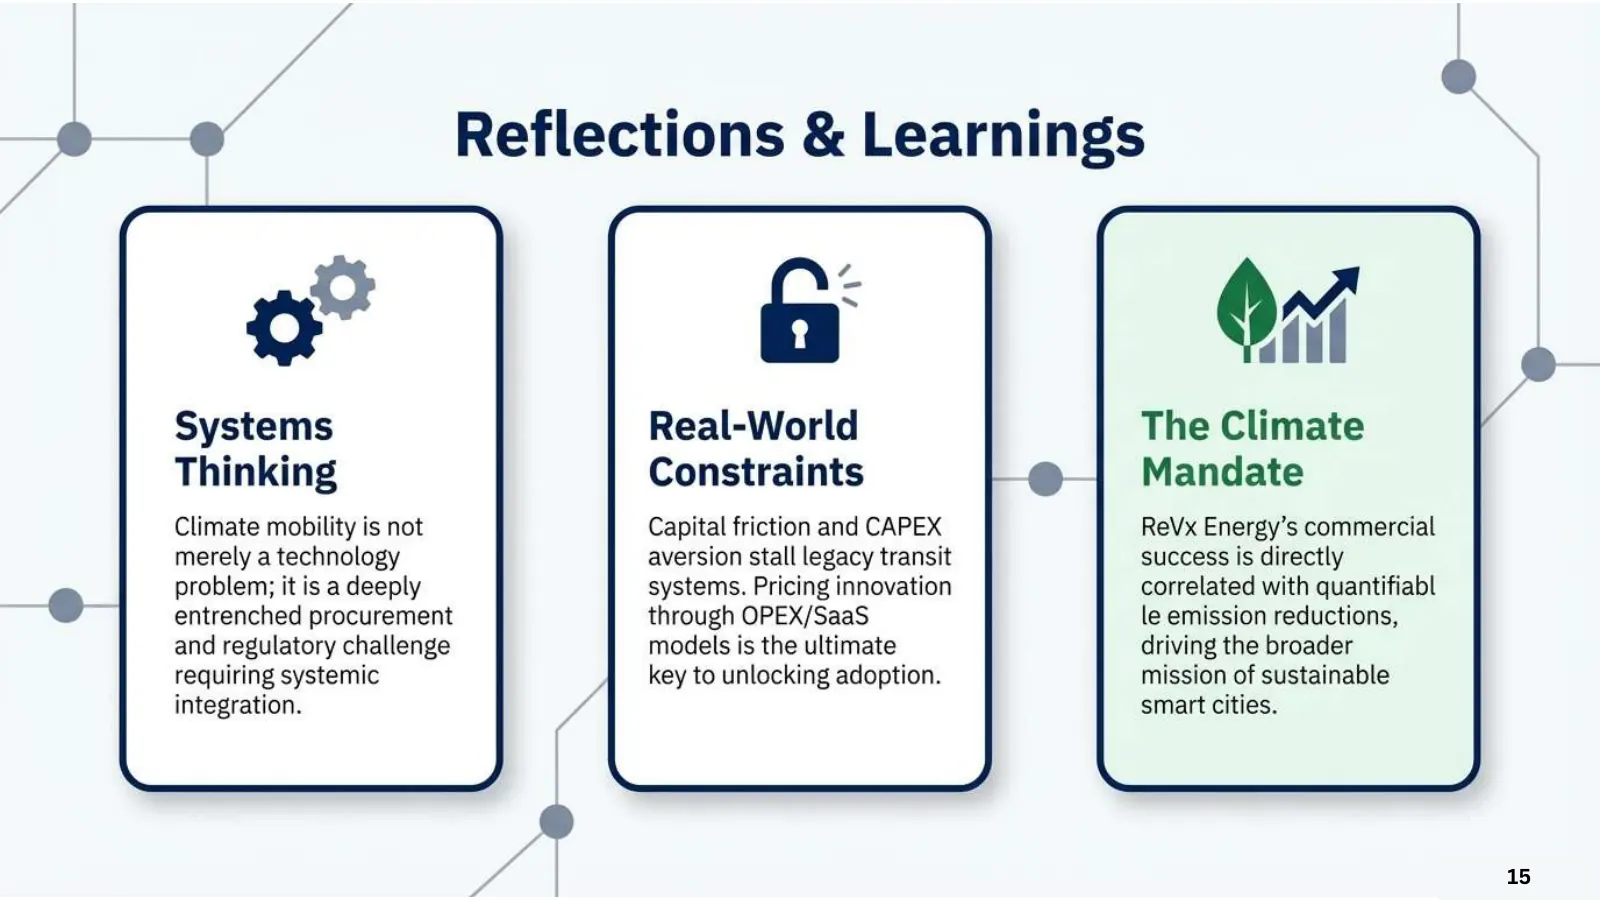 Reflections & Learnings
Systems
Thinking
Climate mobility is not
merely a technology
problem; it is a deeply
entrenched procurement
and regulatory challenge
requiring systemic
integration.
Real-World
Constraints
Capital friction and CAPEX
aversion stall legacy transit
systems. Pricing innovation
through OPEX/SaaS
models is the ultimate
key to unlocking adoption.
The Climate
Mandate
ReVx Energy’s commercial
success is directly
correlated with quantifiabl
le emission reductions,
driving the broader
mission of sustainable
smart cities.
15